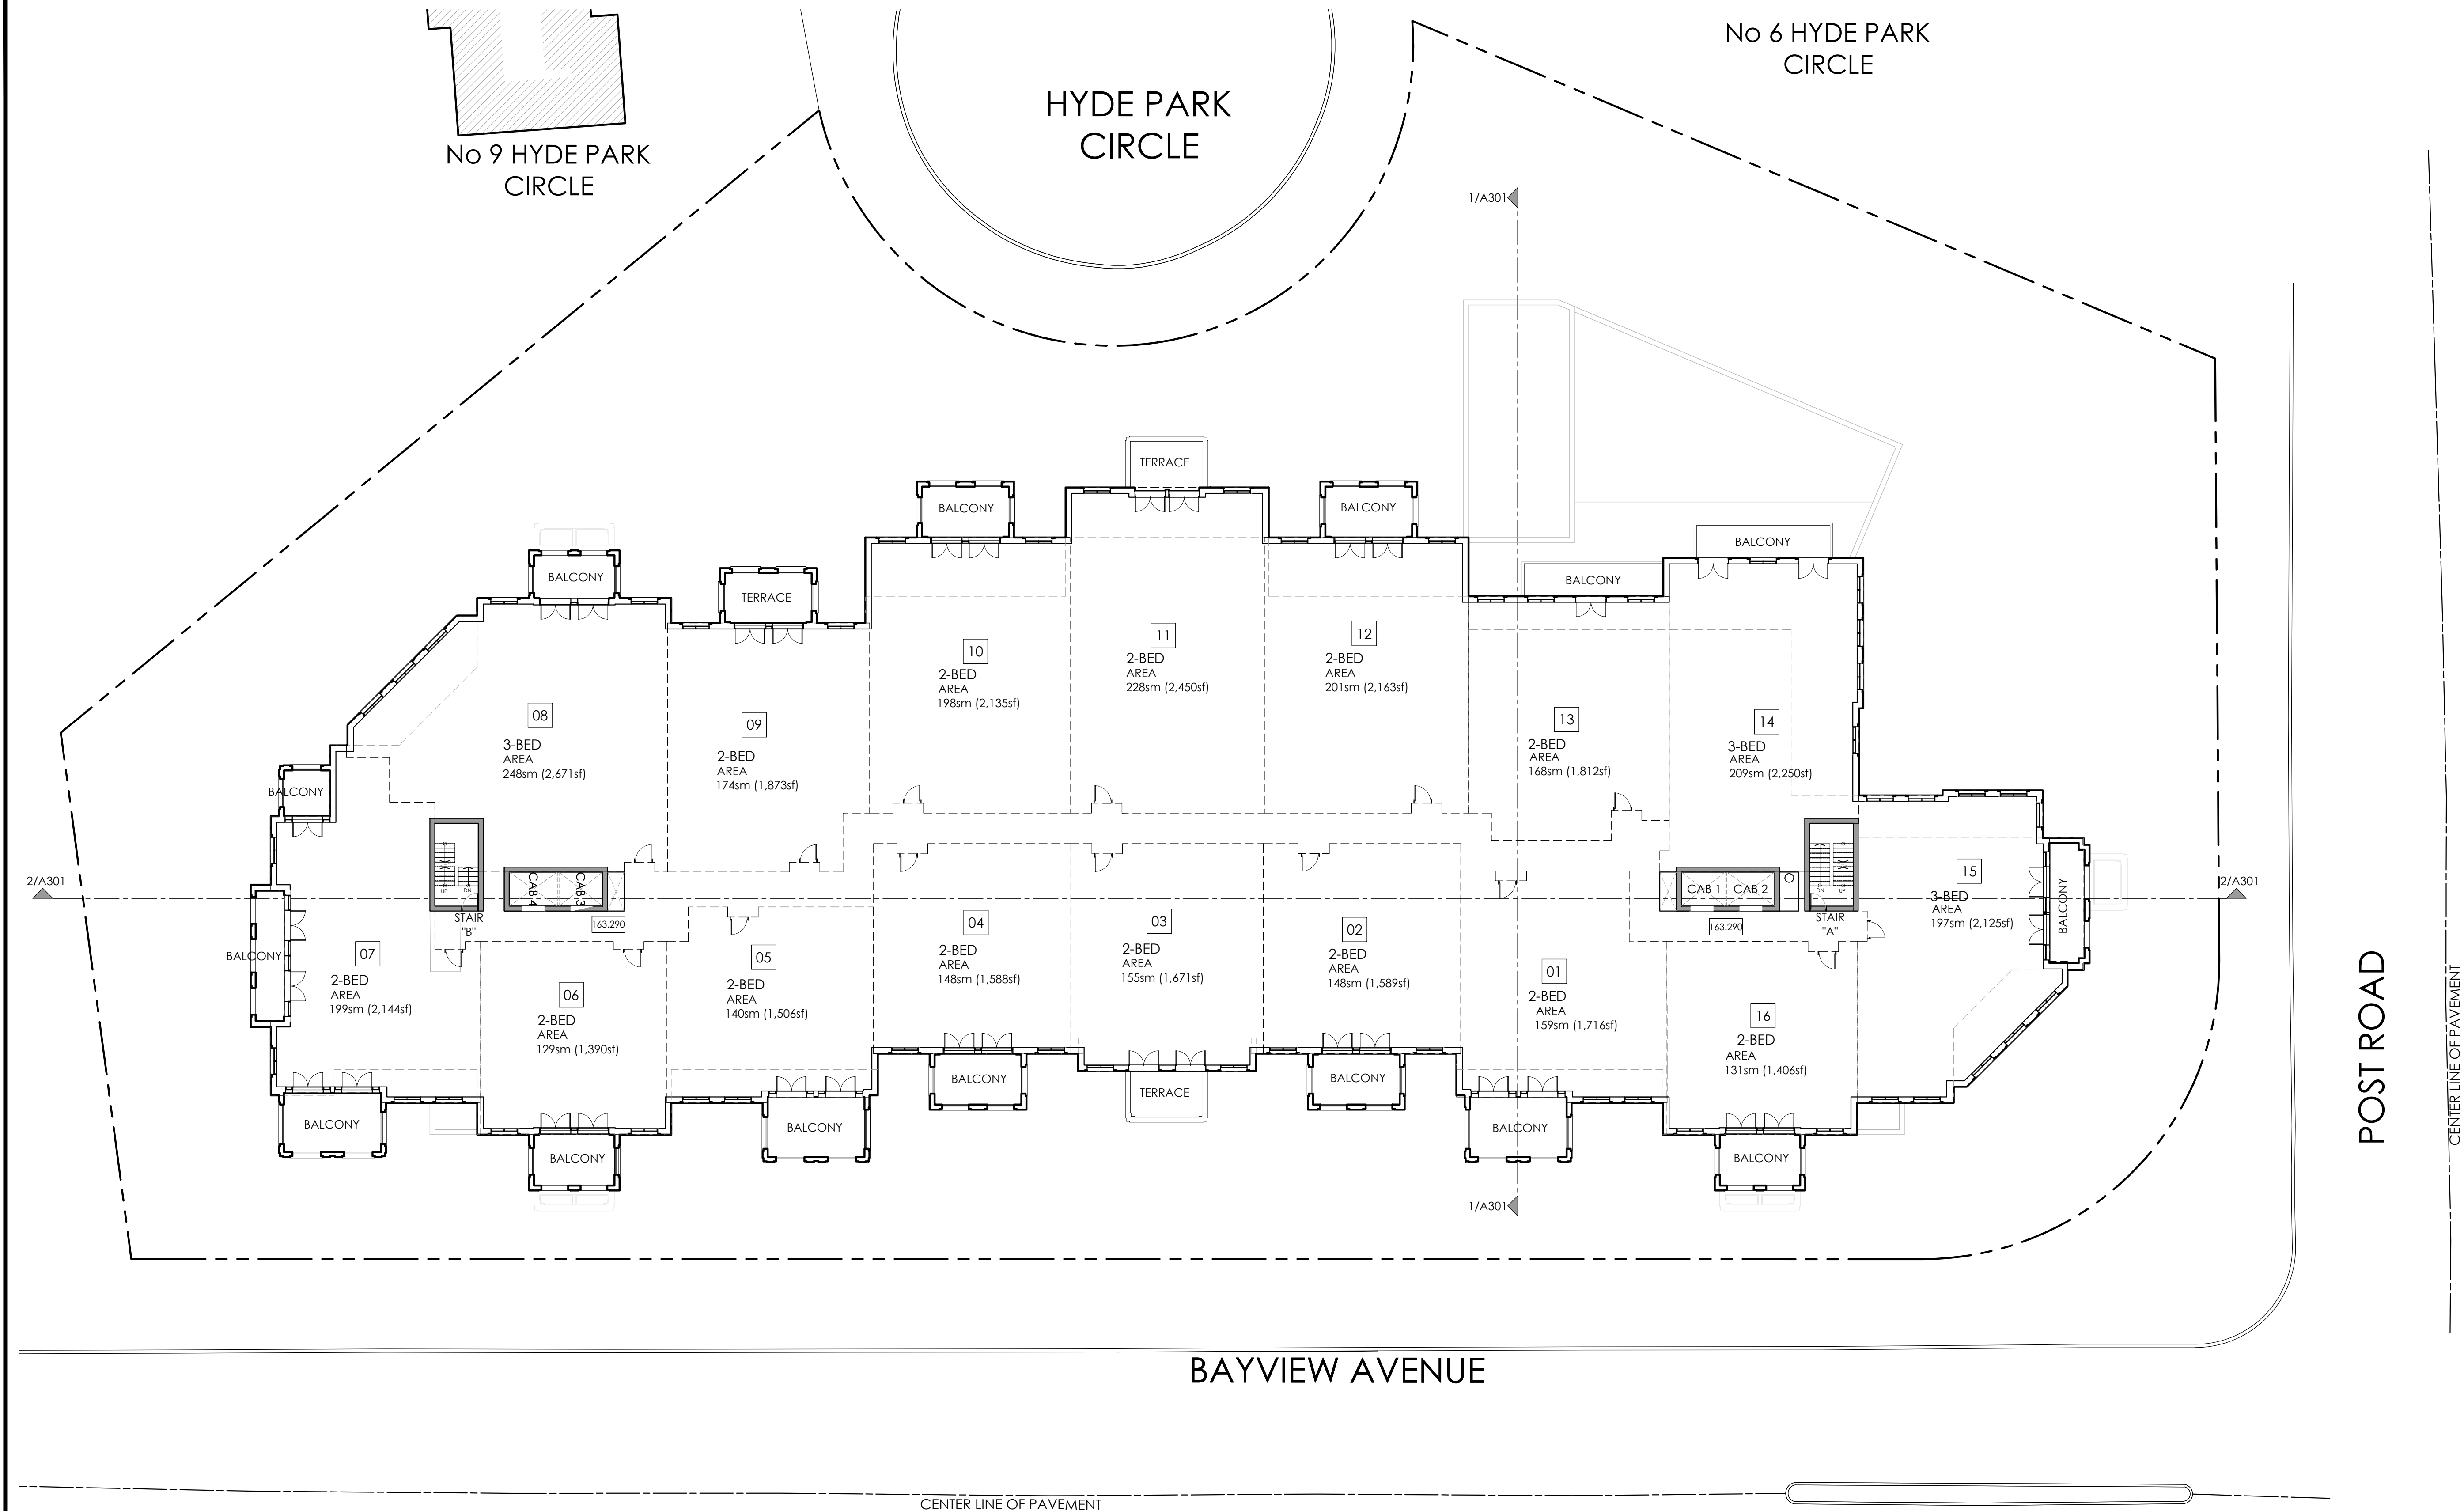 No 6 HYDE PARK
CIRCLE
HYDE PARK
CIRCLE
No 9 HYDE PARK
CIRCLE
1/A301
TERRACE
BALCONY
BALCONY
BALCONY
BALCONY
BALCONY
TERRACE
10
2-BED
AREA
198sm (2,135sf)
11
2-BED
AREA
228sm (2,450sf)
12
2-BED
AREA
201sm (2,163sf)
08
3-BED
AREA
248sm (2,671sf)
09
2-BED
AREA
174sm (1,873sf)
13
2-BED
AREA
168sm (1,812sf)
14
3-BED
AREA
209sm (2,250sf)
BALCONY
2/A301
UP
DN
STAIR
"B"
CAB 4
CAB 3
163.290
CAB 1
CAB 2
163.290
DN
UP
STAIR
"A"
15
3-BED
AREA
197sm (2,125sf)
BALCONY
2/A301
BALCONY
07
2-BED
AREA
199sm (2,144sf)
06
2-BED
AREA
129sm (1,390sf)
05
2-BED
AREA
140sm (1,506sf)
04
2-BED
AREA
148sm (1,588sf)
03
2-BED
AREA
155sm (1,671sf)
02
2-BED
AREA
148sm (1,589sf)
01
2-BED
AREA
159sm (1,716sf)
16
2-BED
AREA
131sm (1,406sf)
BALCONY
BALCONY
BALCONY
BALCONY
TERRACE
BALCONY
BALCONY
BALCONY
1/A301
POST ROAD
CENTER LINE OF PAVEMENT
BAYVIEW AVENUE
CENTER LINE OF PAVEMENT